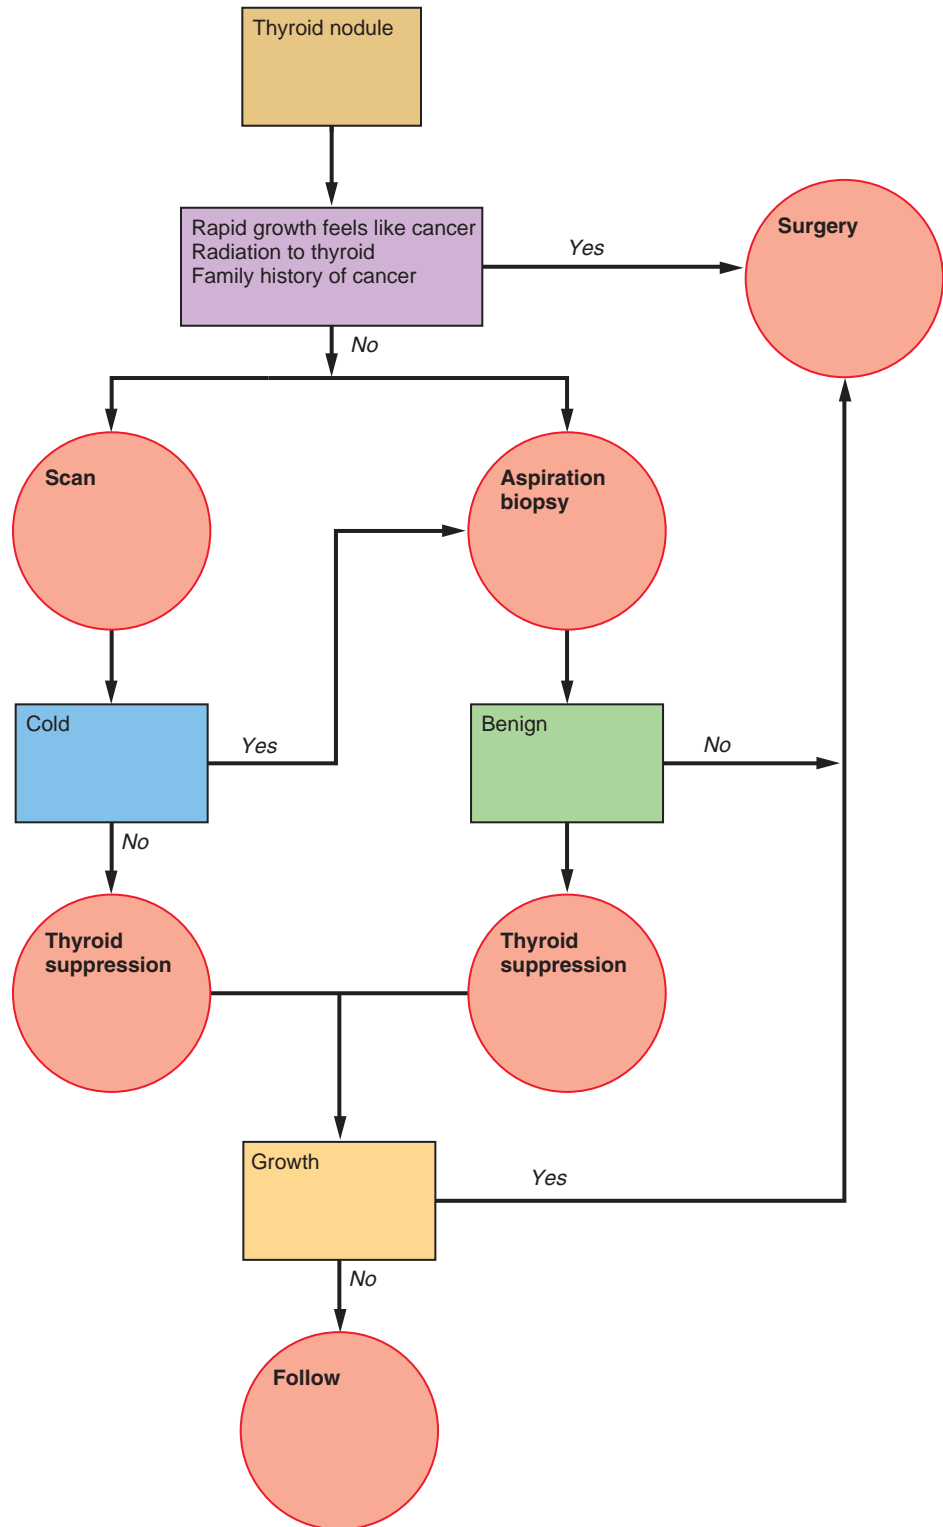 Thyroid nodule
Rapid growth feels like cancer
Radiation to thyroid
Family history of cancer
Yes
Surgery
No
Scan
Aspiration
biopsy
Cold
Yes
Benign
No
No
Thyroid
suppression
Thyroid
suppression
Growth
Yes
No
Follow